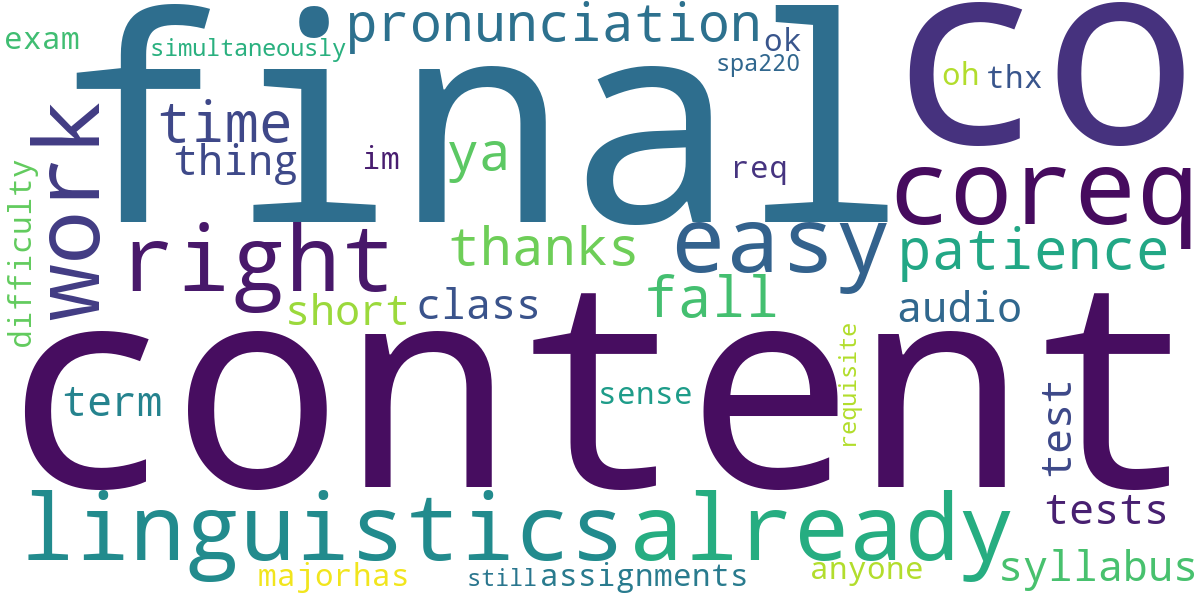 exam
simultaneously
final
pronunciation
ok
spa220
co
oh
thx
work
time
thing
im
ya
req
coreq
difficulty
right
thanks
easy
patience
short
class
fall
audio
content
term
sense
requisite
test
linguistics
already
tests
majorhas
still
assignments
anyone
syllabus